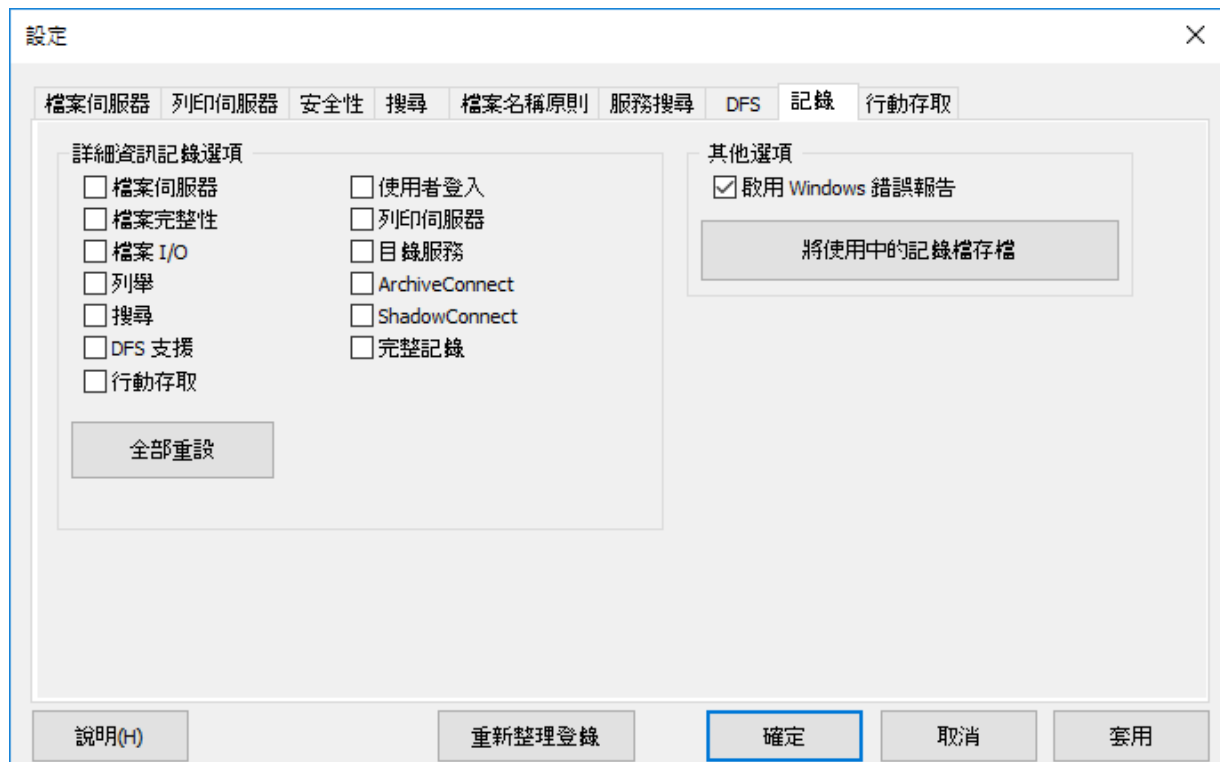 設定
檔案伺服器 列印伺服器 安全性 搜尋 檔案名稱原則 服務搜尋 DFS 記錄 行動存取
詳細資訊記錄選項
檔案伺服器
檔案完整性
檔案 I/O
列舉
搜尋
DFS 支援
行動存取
使用者登入
列印伺服器
目錄服務
ArchiveConnect
ShadowConnect
完整記錄
全部重設
其他選項
啟用 Windows 錯誤報告
將使用中的記錄檔存檔
說明(H) 重新整理登錄 確定 取消 套用